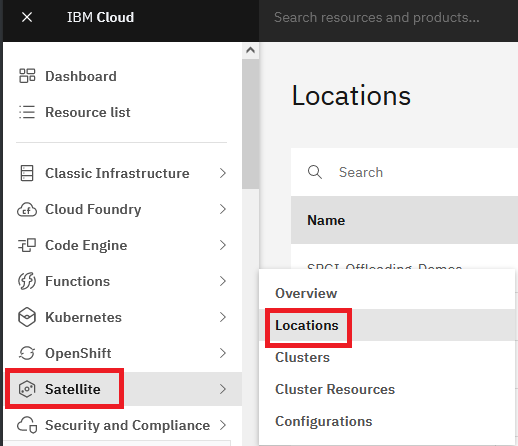 IBM Cloud
Search resources and products...
Dashboard
Resource list
Classic Infrastructure
Cloud Foundry
Code Engine
Functions
Kubernetes
OpenShift
Satellite
Security and Compliance
Locations
Search
Name
SPGI-Offloading-Demos
Overview
Locations
Clusters
Cluster Resources
Configurations